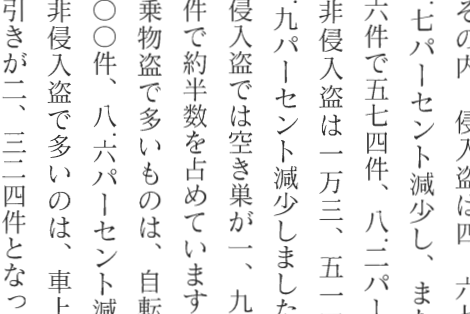 その内、侵入盗は四、六
．七パーセント減少し、また
六件で五七四件、八．二パー
非侵入盗は一万三、五一
．九パーセント減少しました
侵入盗では空き巣が一、九
件で約半数を占めています
乗物盗で多いものは、自転
〇〇件、八．六パーセント減
非侵入盗で多いのは、車上
引きが二、三二四件となっ